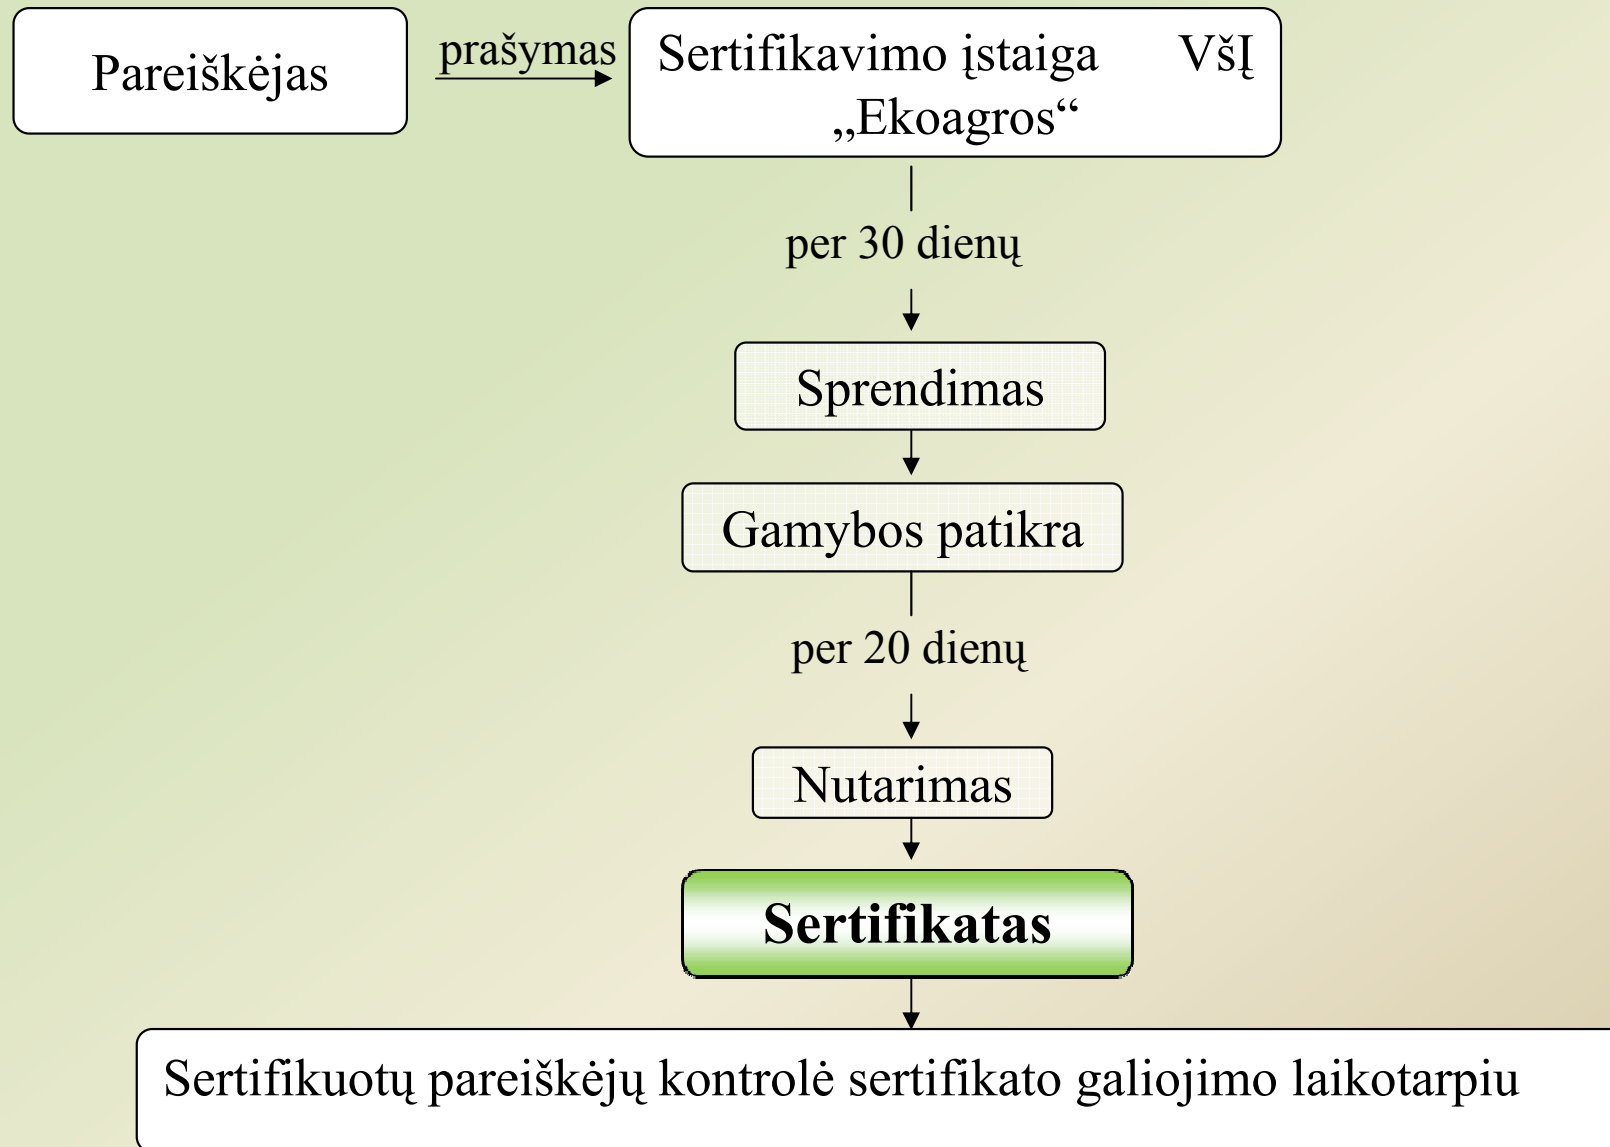 Pareiškėjas
prašymas
Sertifikavimo įstaiga VšĮ
„Ekoagros“
per 30 dienų
Sprendimas
Gamybos patikra
per 20 dienų
Nutarimas
Sertifikatas
Sertifikuotų pareiškėjų kontrolė sertifikato galiojimo laikotarpiu